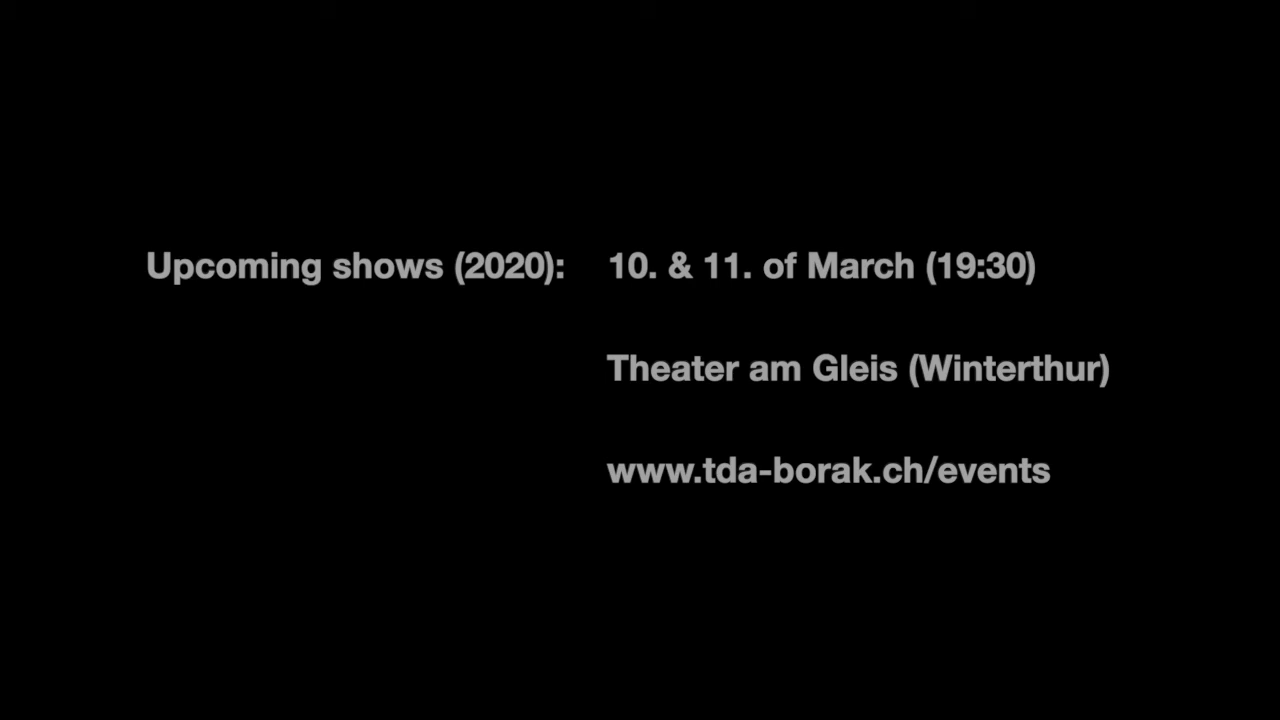 Upcoming shows (2020): 10. & 11. of March (19:30)
Theater am Gleis (Winterthur)
www.tda-borak.ch/events